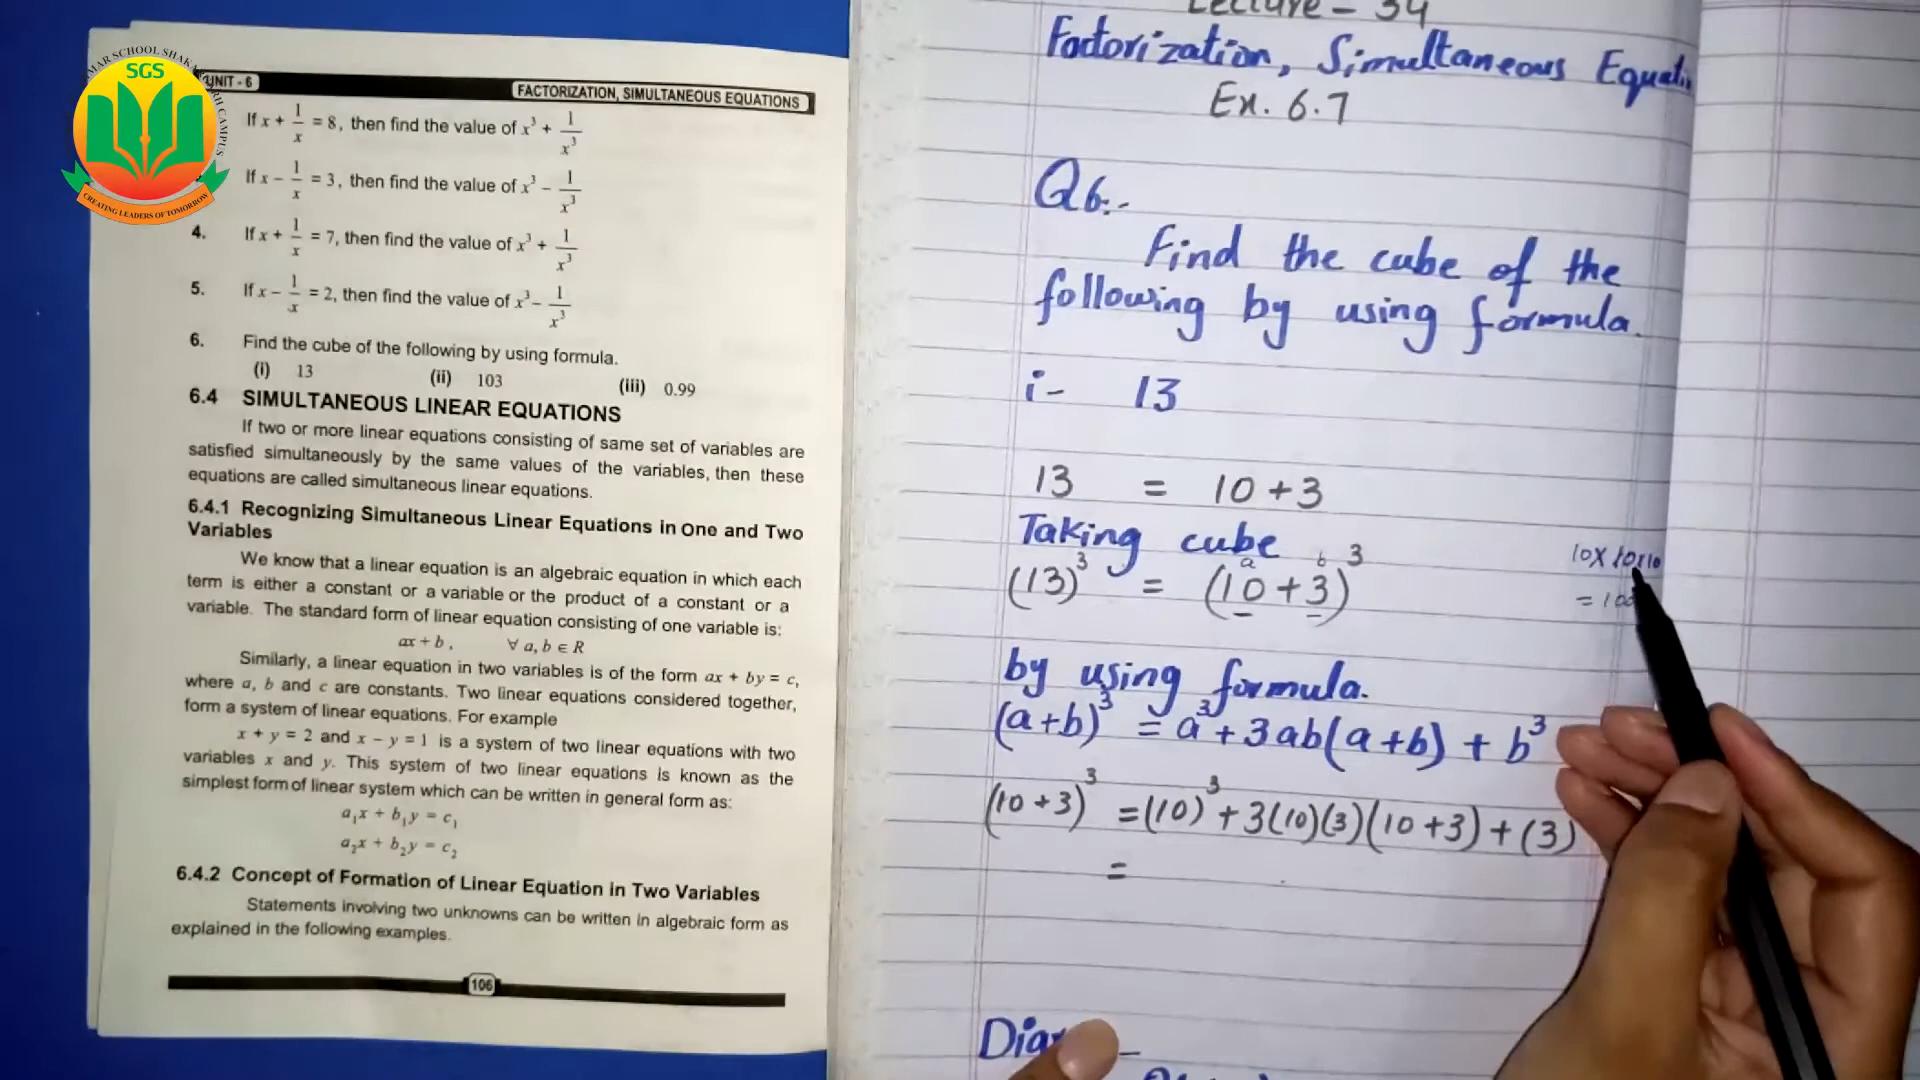 SGS
CREATING LEADERS OF TOMORROW
UNIT - 6
FACTORIZATION, SIMULTANEOUS EQUATIONS
If x + 1/x = 8, then find the value of x³ + 1/x³
If x − 1/x = 3, then find the value of x³ − 1/x³
4. If x + 1/x = 7, then find the value of x³ + 1/x³
5. If x − 1/x = 2, then find the value of x³ − 1/x³
6. Find the cube of the following by using formula.
(i) 13 (ii) 103 (iii) 0.99
6.4 SIMULTANEOUS LINEAR EQUATIONS
If two or more linear equations consisting of same set of variables are
satisfied simultaneously by the same values of the variables, then these
equations are called simultaneous linear equations.
6.4.1 Recognizing Simultaneous Linear Equations in One and Two
Variables
We know that a linear equation is an algebraic equation in which each
term is either a constant or a variable or the product of a constant or a
variable. The standard form of linear equation consisting of one variable is:
ax + b, ∀ a, b ∈ R
Similarly, a linear equation in two variables is of the form ax + by = c,
where a, b and c are constants. Two linear equations considered together,
form a system of linear equations. For example
x + y = 2 and x − y = 1 is a system of two linear equations with two
variables x and y. This system of two linear equations is known as the
simplest form of linear system which can be written in general form as:
a₁x + b₁y = c₁
a₂x + b₂y = c₂
6.4.2 Concept of Formation of Linear Equation in Two Variables
Statements involving two unknowns can be written in algebraic form as
explained in the following examples.
106
Lecture - 34
Factorization, Simultaneous
Ex. 6.7
Q6:-
Find the cube of the
following by using formula.
i- 13
13 = 10 + 3
Taking cube
a b
(13)³ = (10 + 3)³
10 x 10 x 10
= 100
by using formula.
(a+b)³ = a³ + 3ab(a+b) + b³
(10+3)³ = (10)³ + 3(10)(3)(10+3) + (3)
=